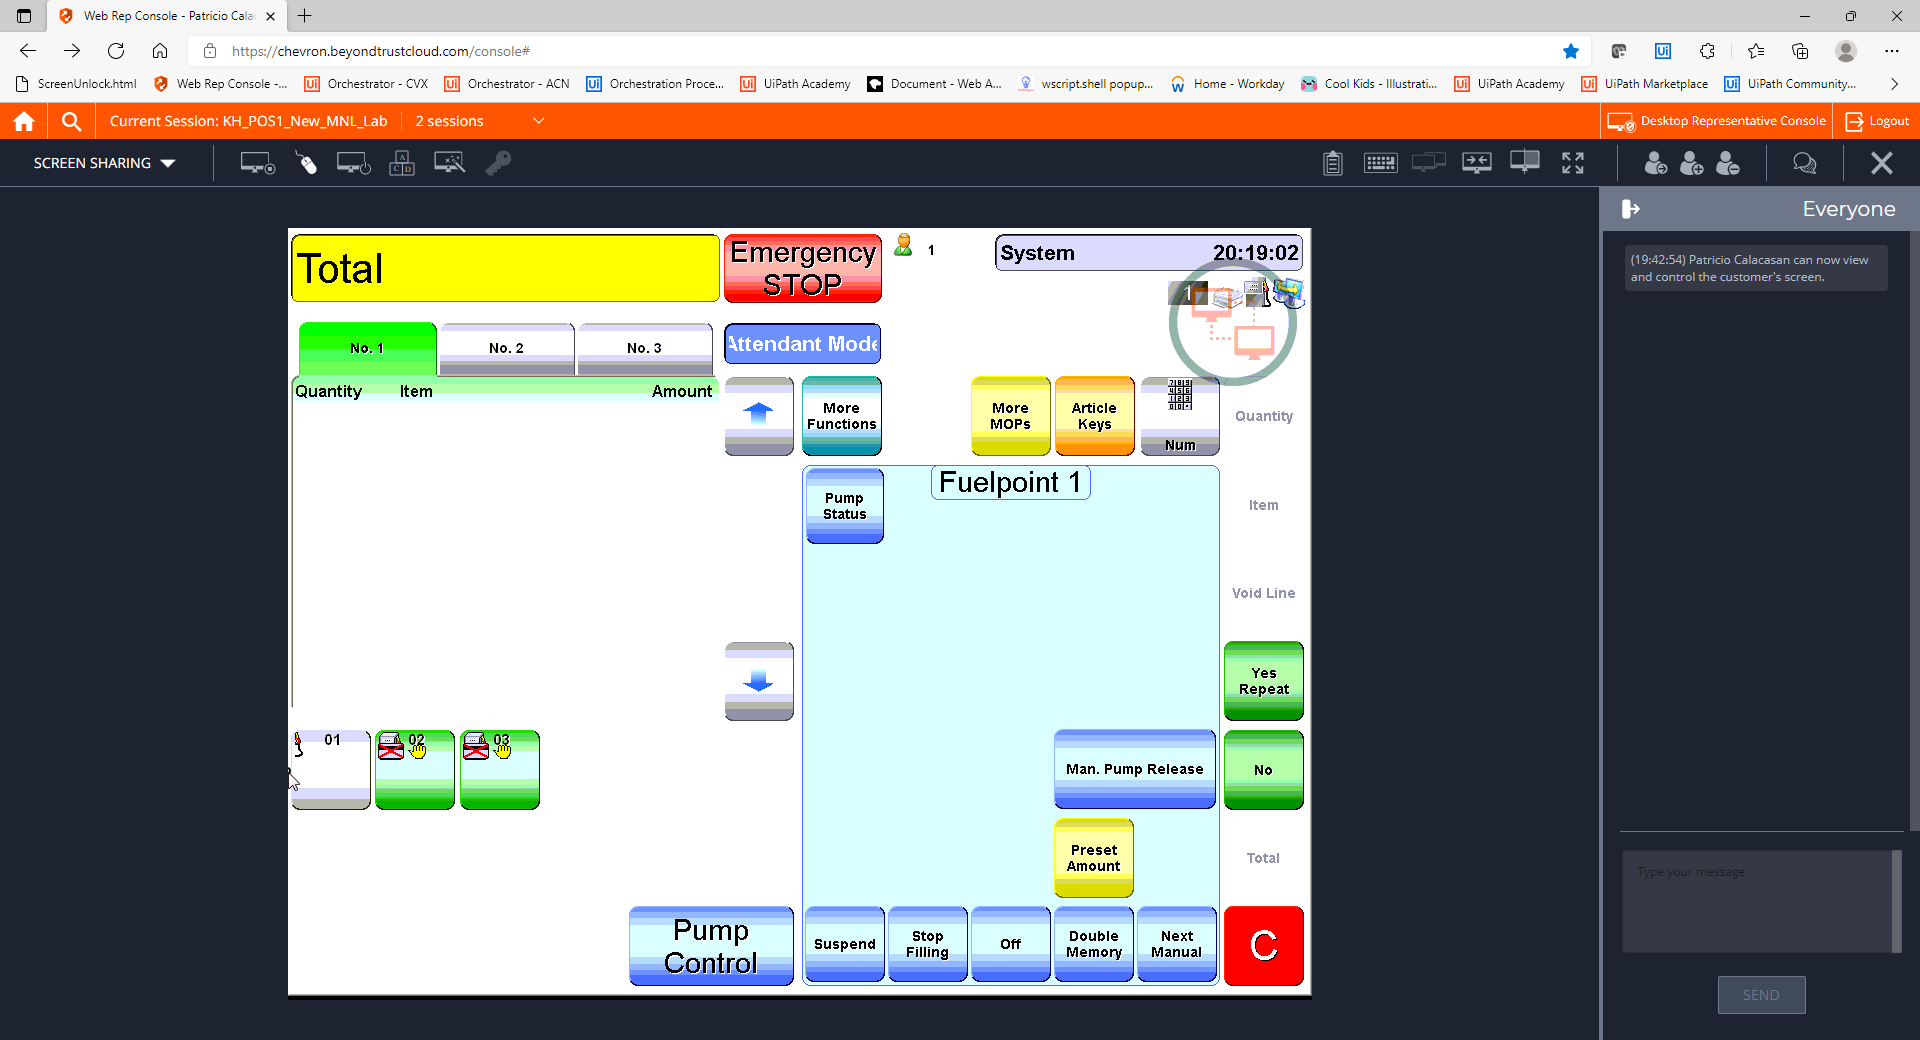 Web Rep Console - Patricio Cala
https://chevron.beyondtrustcloud.com/console#
ScreenUnlock.html
Web Rep Console -...
Orchestrator - CVX
Orchestrator - ACN
Orchestration Proce...
UiPath Academy
Document - Web A...
wscript.shell popup...
Home - Workday
Cool Kids - Illustrati...
UiPath Academy
UiPath Marketplace
UiPath Community...
Current Session: KH_POS1_New_MNL_Lab
2 sessions
Desktop Representative Console
Logout
SCREEN SHARING
Everyone
(19:42:54) Patricio Calacasan can now view
and control the customer's screen.
Total
Emergency
STOP
1
System
20:19:02
1
No. 1
No. 2
No. 3
Attendant Mode
Quantity
Item
Amount
More
Functions
More
MOPs
Article
Keys
Num
Quantity
Fuelpoint 1
Pump
Status
Item
Void Line
Yes
Repeat
01
02
03
Man. Pump Release
No
Preset
Amount
Total
Pump
Control
Suspend
Stop
Filling
Off
Double
Memory
Next
Manual
C
Type your message
SEND